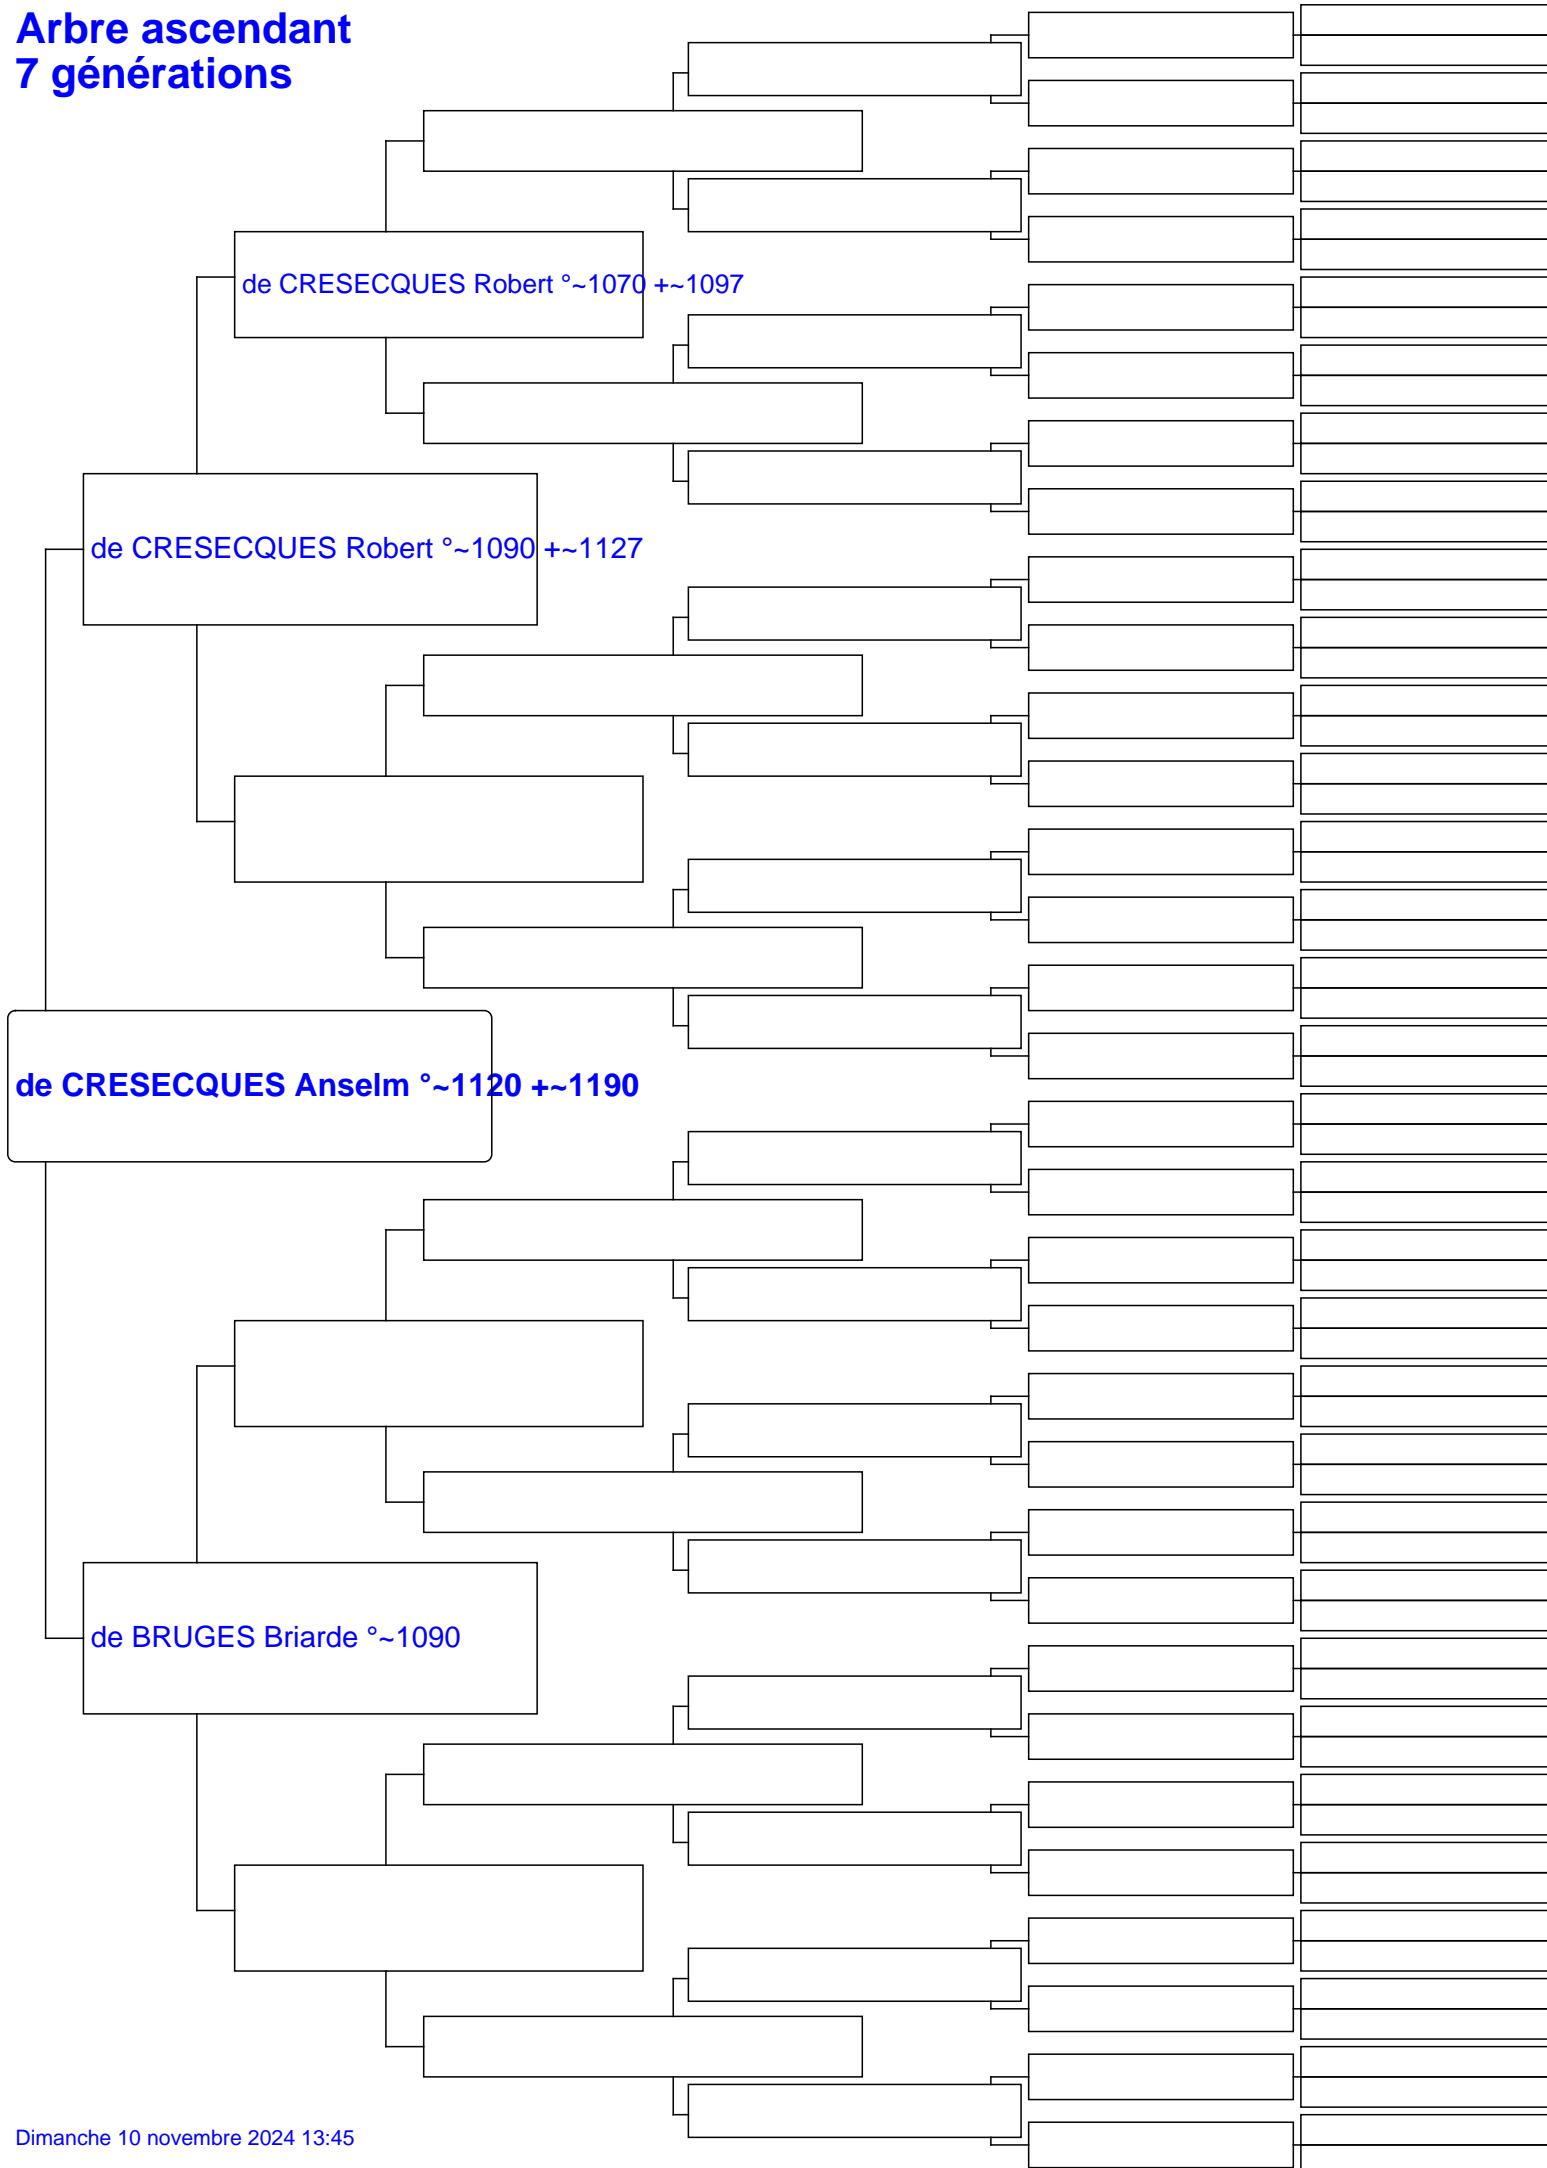 Arbre ascendant
7 générations
de CRESECQUES Robert °~1070 +~1097
de CRESECQUES Robert °~1090 +~1127
de CRESECQUES Anselm °~1120 +~1190
de BRUGES Briarde °~1090
Dimanche 10 novembre 2024 13:45